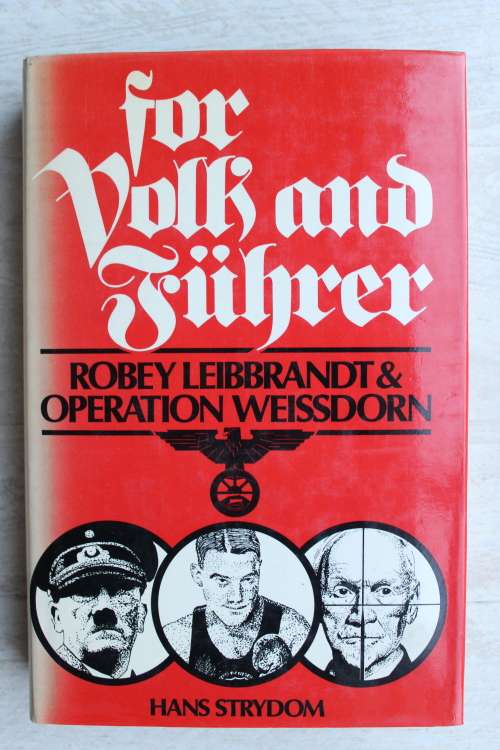 for
Volk and
Führer
ROBEY LEIBBRANDT &
OPERATION WEISSDORN
HANS STRYDOM